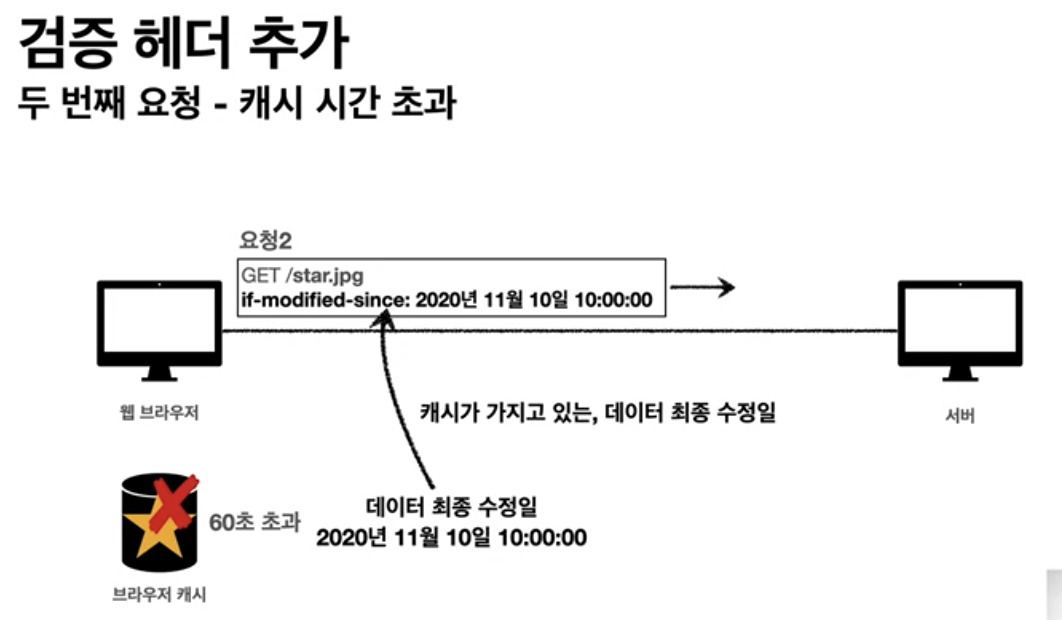 검증 헤더 추가
두 번째 요청 - 캐시 시간 초과
요청2
GET /star.jpg
if-modified-since: 2020년 11월 10일 10:00:00
웹 브라우저
캐시가 가지고 있는, 데이터 최종 수정일
서버
데이터 최종 수정일
60초 초과
2020년 11월 10일 10:00:00
브라우저 캐시